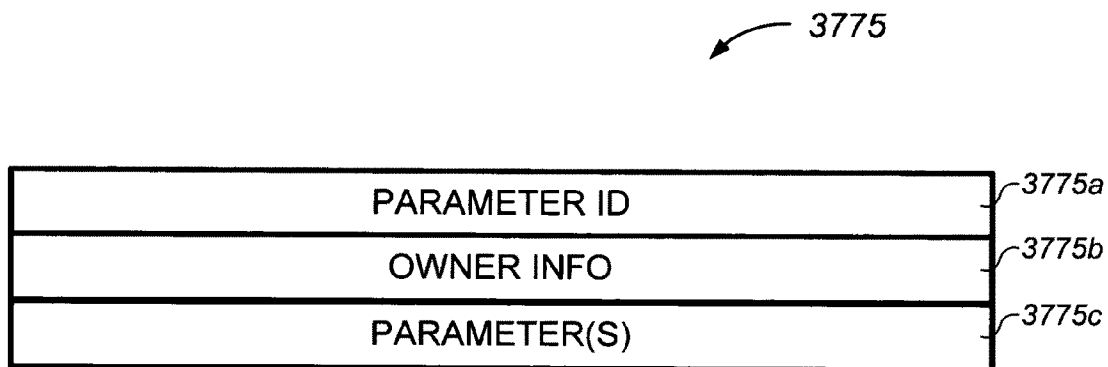 3775
PARAMETER ID
3775a
OWNER INFO
3775b
PARAMETER(S)
3775c